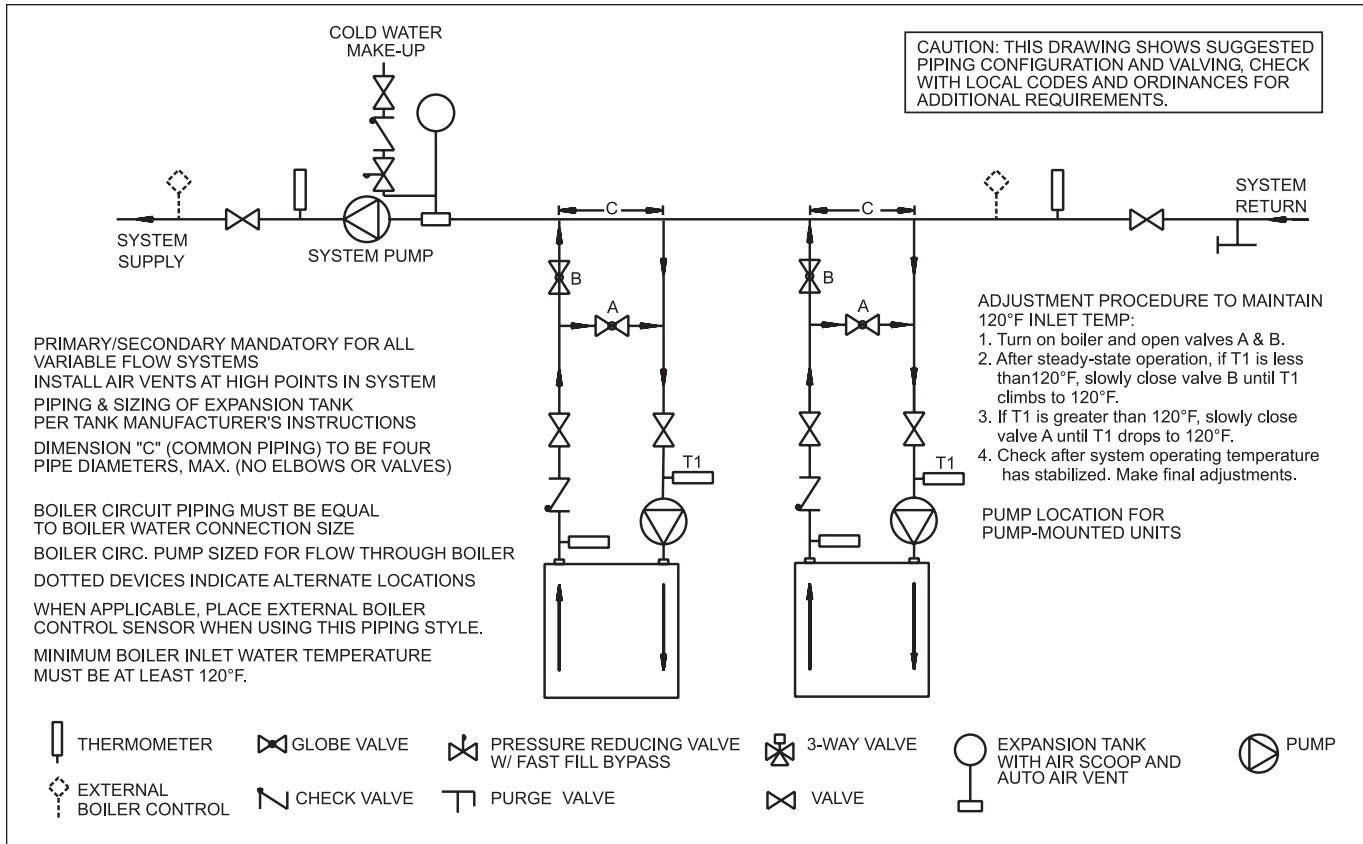 COLD WATER
MAKE-UP
CAUTION: THIS DRAWING SHOWS SUGGESTED
PIPING CONFIGURATION AND VALVING, CHECK
WITH LOCAL CODES AND ORDINANCES FOR
ADDITIONAL REQUIREMENTS.
SYSTEM
SUPPLY
SYSTEM PUMP
C
C
SYSTEM
RETURN
B
A
B
A
T1
T1
PRIMARY/SECONDARY MANDATORY FOR ALL
VARIABLE FLOW SYSTEMS
INSTALL AIR VENTS AT HIGH POINTS IN SYSTEM
PIPING & SIZING OF EXPANSION TANK
PER TANK MANUFACTURER'S INSTRUCTIONS
DIMENSION "C" (COMMON PIPING) TO BE FOUR
PIPE DIAMETERS, MAX. (NO ELBOWS OR VALVES)
BOILER CIRCUIT PIPING MUST BE EQUAL
TO BOILER WATER CONNECTION SIZE
BOILER CIRC. PUMP SIZED FOR FLOW THROUGH BOILER
DOTTED DEVICES INDICATE ALTERNATE LOCATIONS
WHEN APPLICABLE, PLACE EXTERNAL BOILER
CONTROL SENSOR WHEN USING THIS PIPING STYLE.
MINIMUM BOILER INLET WATER TEMPERATURE
MUST BE AT LEAST 120°F.
ADJUSTMENT PROCEDURE TO MAINTAIN
120°F INLET TEMP:
1. Turn on boiler and open valves A & B.
2. After steady-state operation, if T1 is less
than120°F, slowly close valve B until T1
climbs to 120°F.
3. If T1 is greater than 120°F, slowly close
valve A until T1 drops to 120°F.
4. Check after system operating temperature
has stabilized. Make final adjustments.
PUMP LOCATION FOR
PUMP-MOUNTED UNITS
THERMOMETER
GLOBE VALVE
PRESSURE REDUCING VALVE
W/ FAST FILL BYPASS
3-WAY VALVE
EXPANSION TANK
WITH AIR SCOOP AND
AUTO AIR VENT
PUMP
EXTERNAL
BOILER CONTROL
CHECK VALVE
PURGE VALVE
VALVE